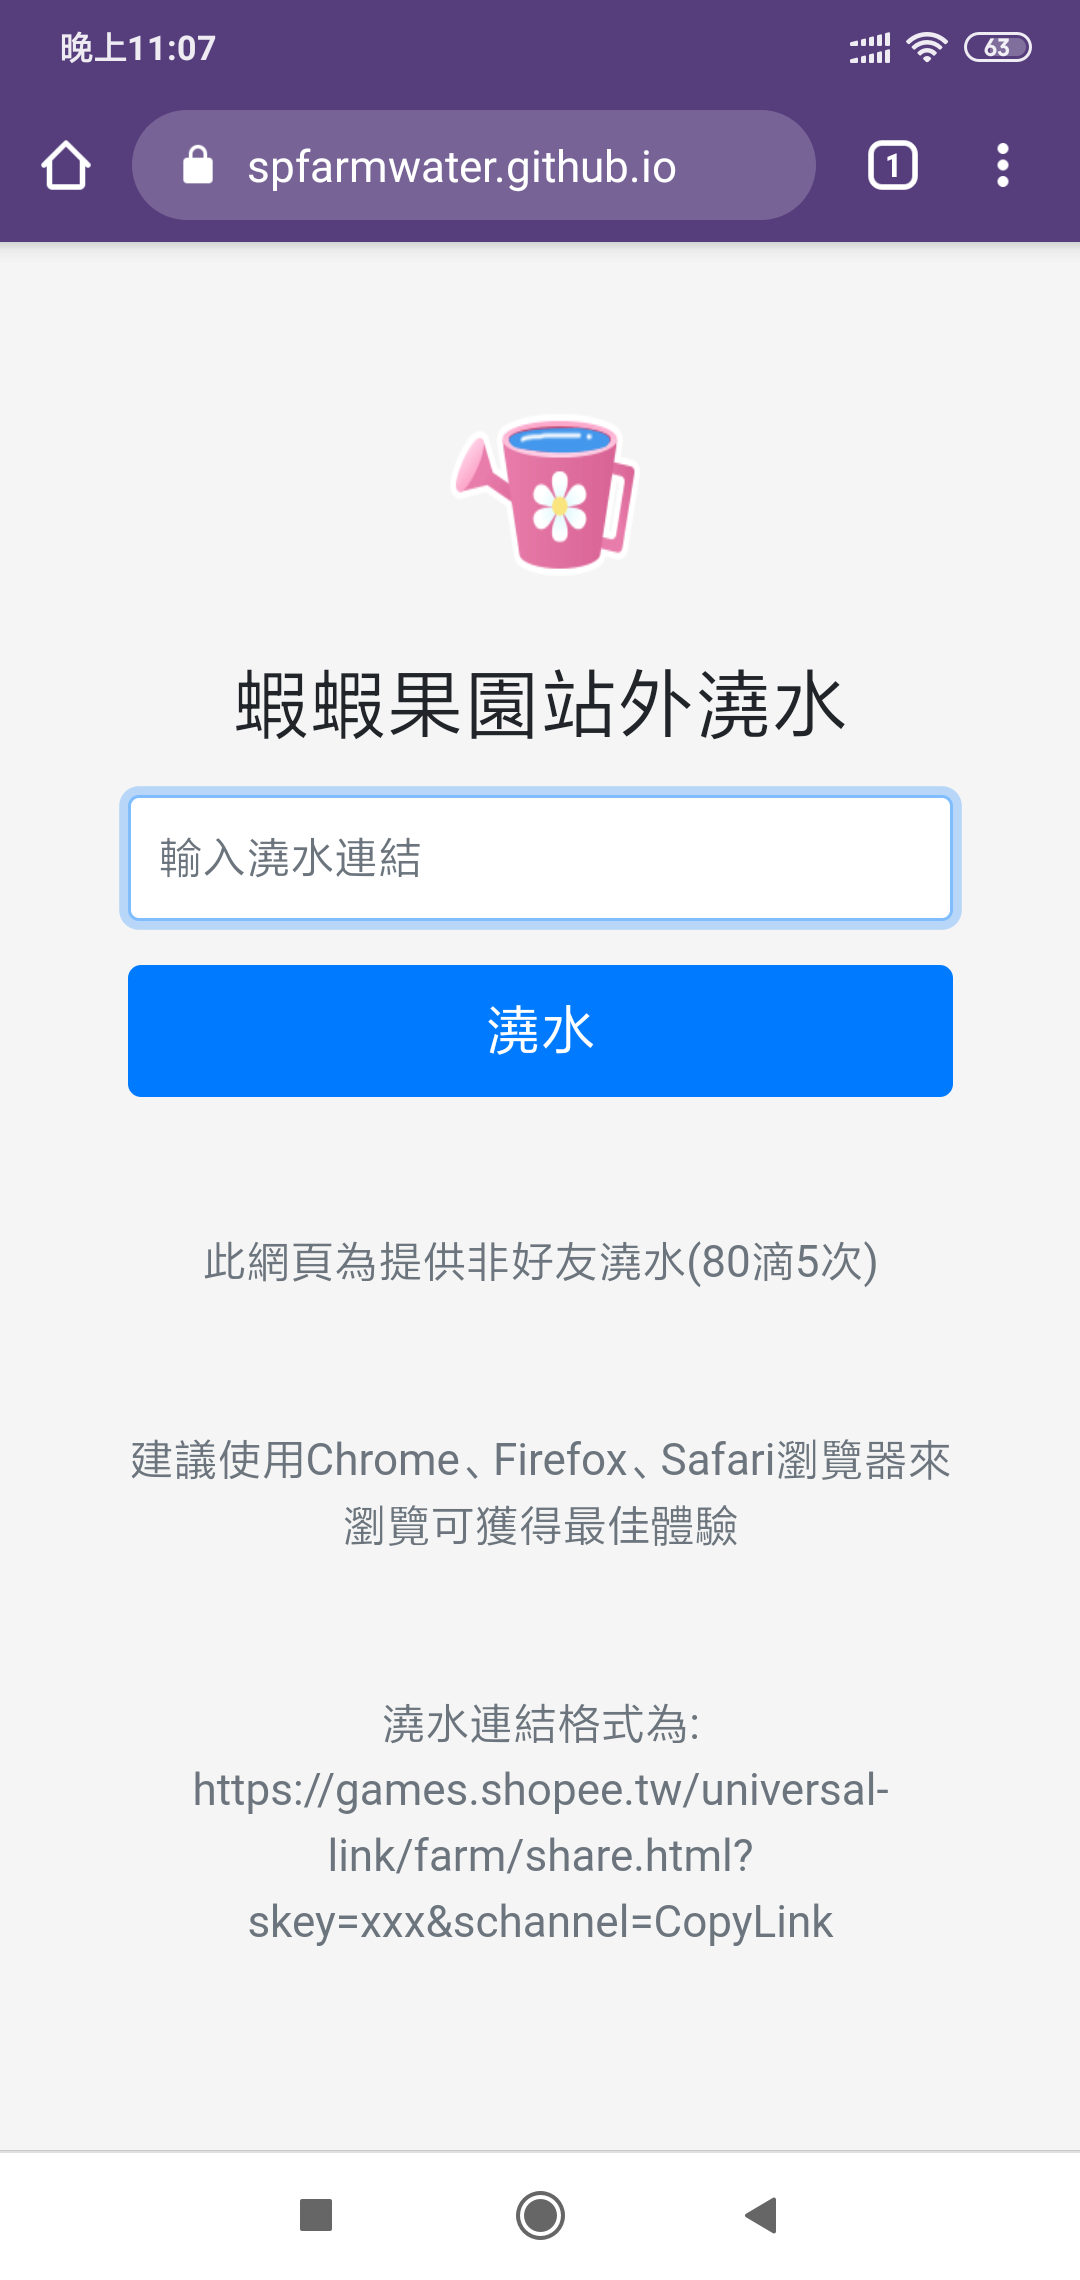 晚上11:07
63
spfarmwater.github.io
1
蝦蝦果園站外澆水
輸入澆水連結
澆水
此網頁為提供非好友澆水(80滴5次)
建議使用Chrome、Firefox、Safari瀏覽器來
瀏覽可獲得最佳體驗
澆水連結格式為:
https://games.shopee.tw/universal-
link/farm/share.html?
skey=xxx&schannel=CopyLink